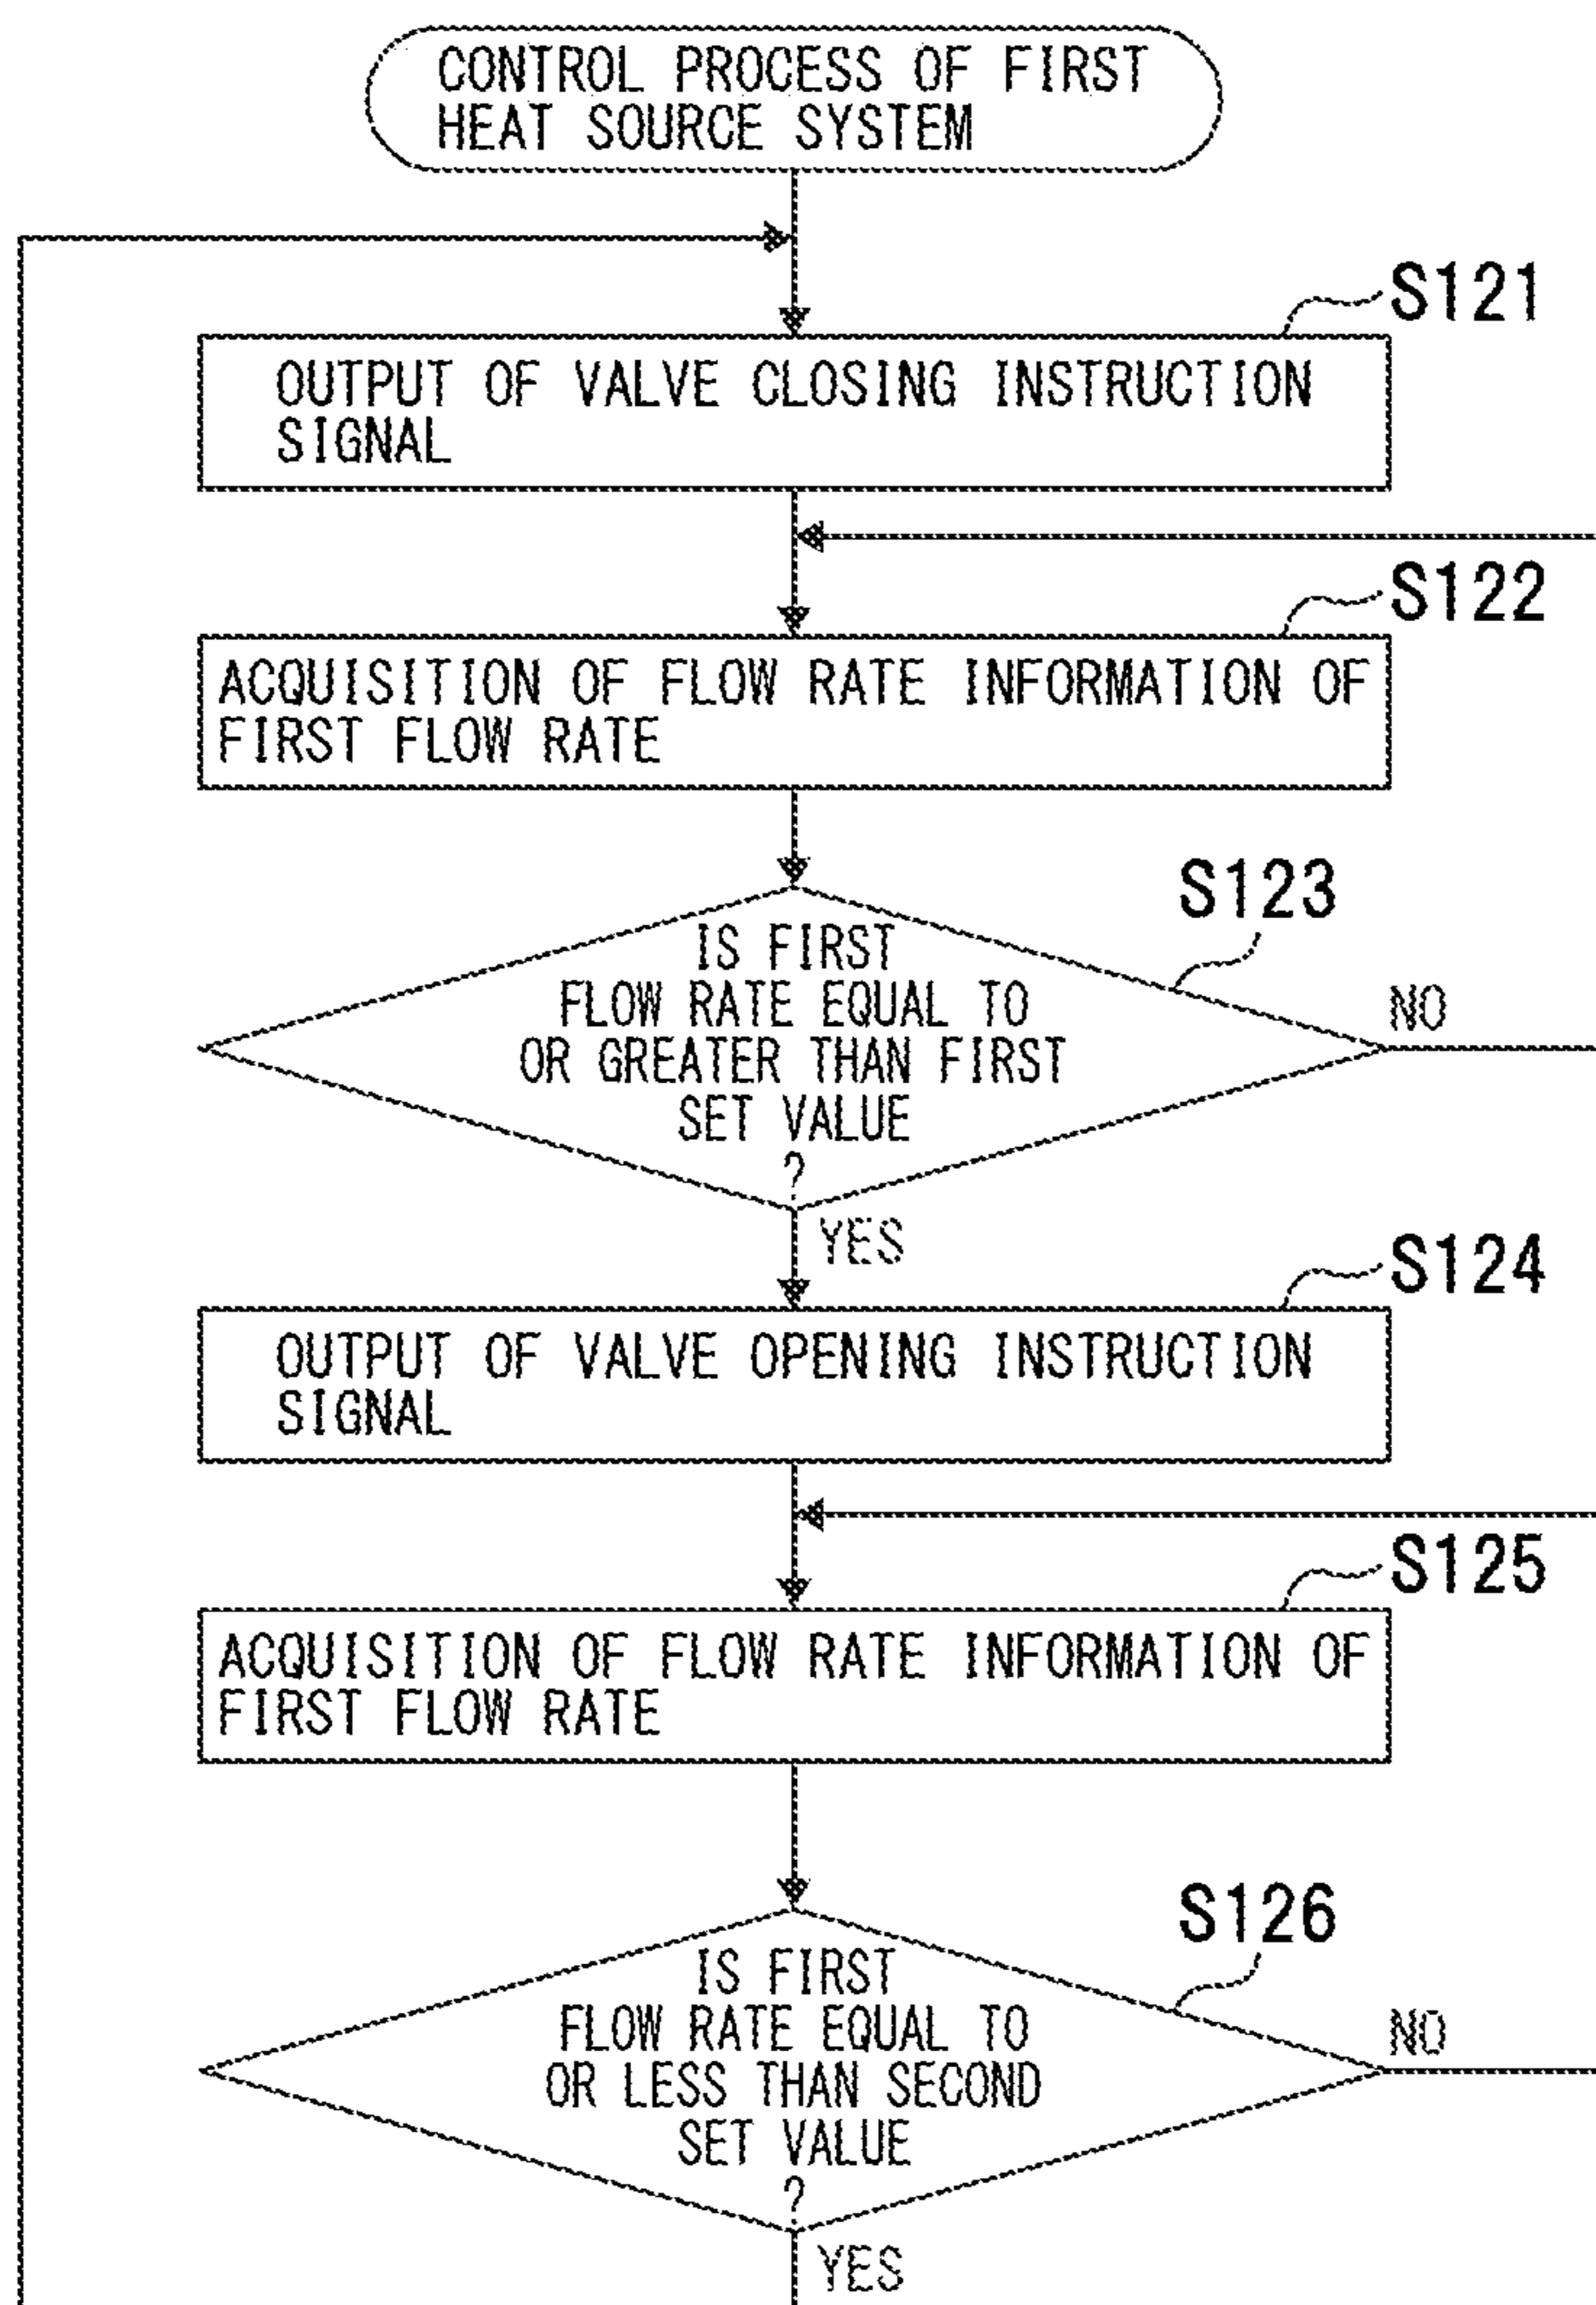 CONTROL PROCESS OF FIRST
HEAT SOURCE SYSTEM
S121
OUTPUT OF VALVE CLOSING INSTRUCTION
SIGNAL
S122
ACQUISITION OF FLOW RATE INFORMATION OF
FIRST FLOW RATE
S123
IS FIRST
FLOW RATE EQUAL TO
OR GREATER THAN FIRST
SET VALUE
?
NO
YES
S124
OUTPUT OF VALVE OPENING INSTRUCTION
SIGNAL
S125
ACQUISITION OF FLOW RATE INFORMATION OF
FIRST FLOW RATE
S126
IS FIRST
FLOW RATE EQUAL TO
OR LESS THAN SECOND
SET VALUE
?
NO
YES